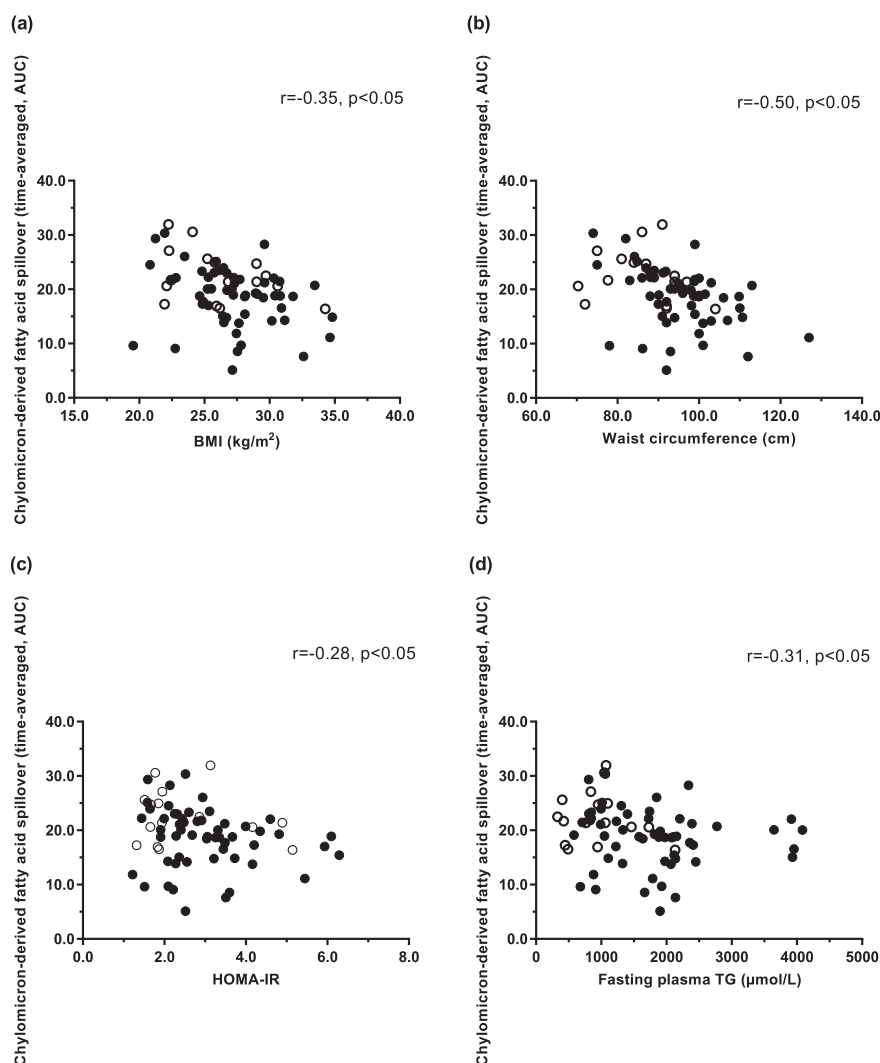 (a)
Chylomicron-derived fatty acid spillover (time-averaged, AUC)
r=-0.35, p<0.05
40.0
30.0
20.0
10.0
0.0
15.0 20.0 25.0 30.0 35.0 40.0
BMI (kg/m²)
(b)
Chylomicron-derived fatty acid spillover (time-averaged, AUC)
r=-0.50, p<0.05
40.0
30.0
20.0
10.0
0.0
60.0 80.0 100.0 120.0 140.0
Waist circumference (cm)
(c)
Chylomicron-derived fatty acid spillover (time-averaged, AUC)
r=-0.28, p<0.05
40.0
30.0
20.0
10.0
0.0
0.0 2.0 4.0 6.0 8.0
HOMA-IR
(d)
Chylomicron-derived fatty acid spillover (time-averaged, AUC)
r=-0.31, p<0.05
40.0
30.0
20.0
10.0
0.0
0 1000 2000 3000 4000 5000
Fasting plasma TG (µmol/L)